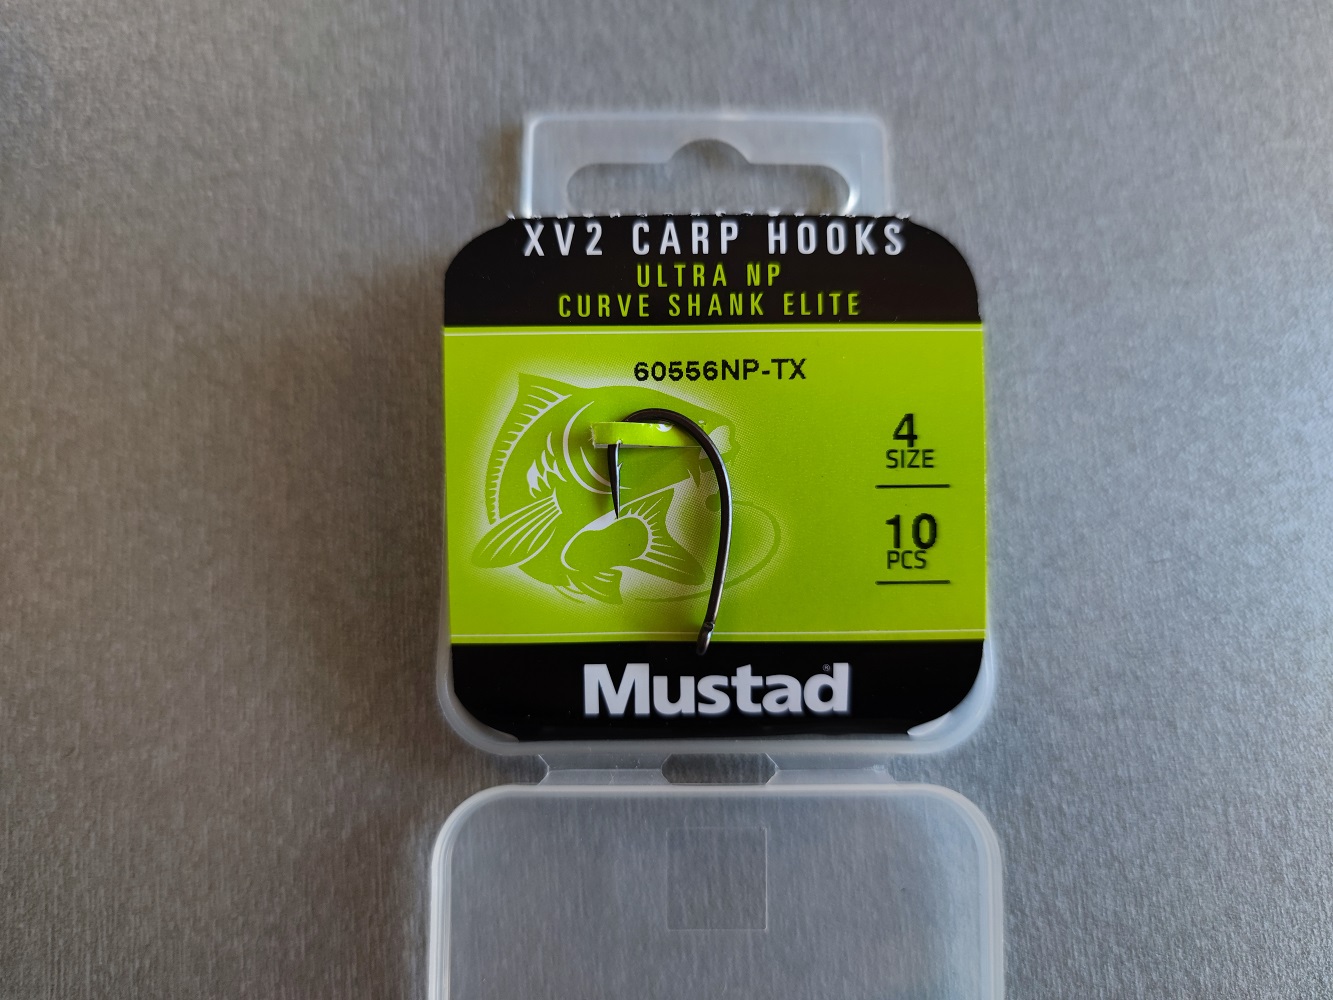 XV2 CARP HOOKS
ULTRA NP
CURVE SHANK ELITE
60556NP-TX
4
SIZE
10
PCS
Mustad®